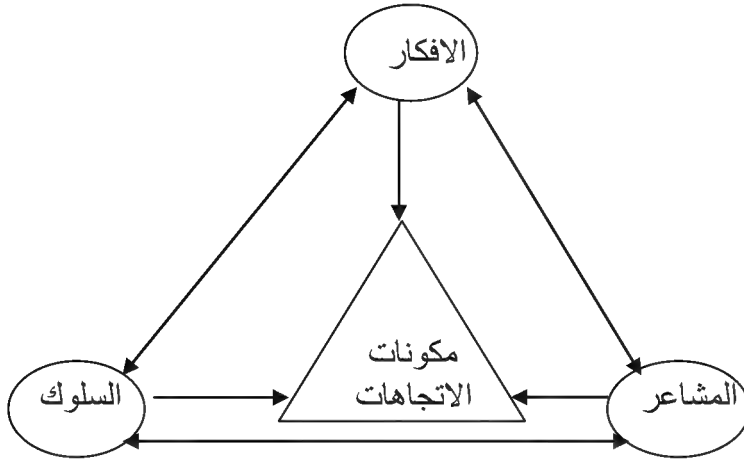 الافكار
مكونات
الاتجاهات
المشاعر
السلوك